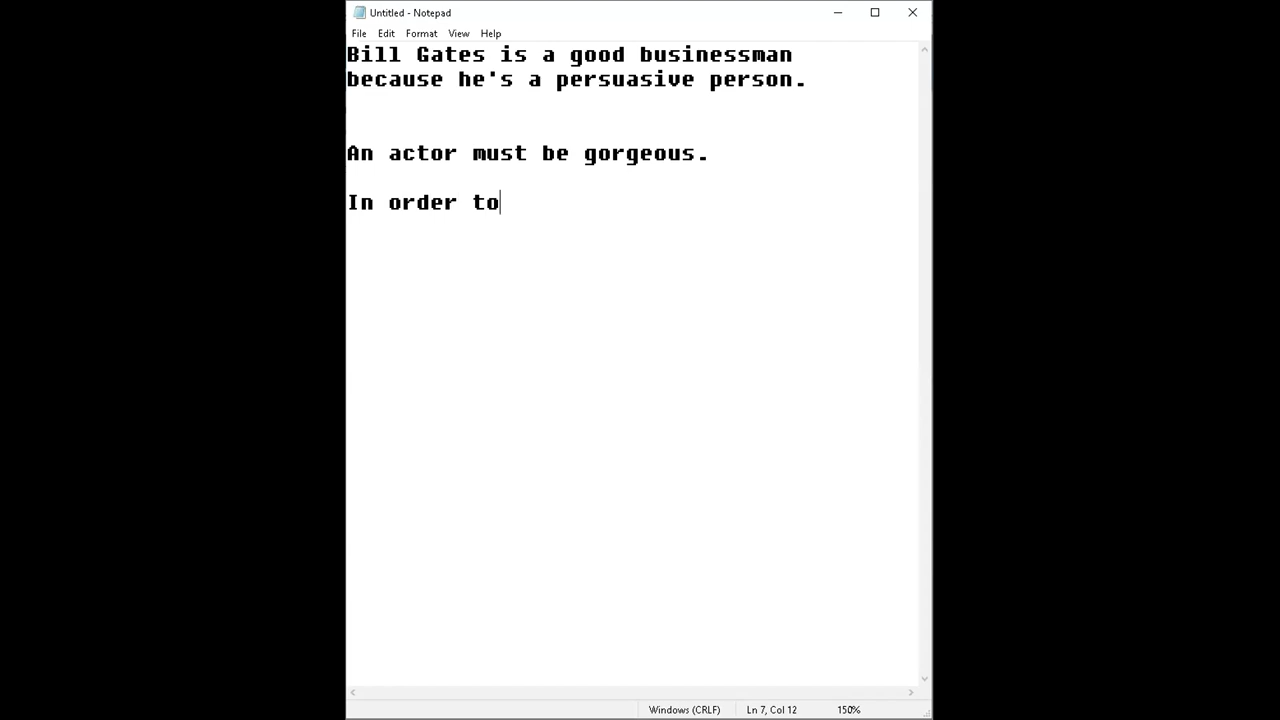 Untitled - Notepad
File Edit Format View Help
Bill Gates is a good businessman
because he's a persuasive person.
An actor must be gorgeous.
In order to
Windows (CRLF) Ln 7, Col 12 150%